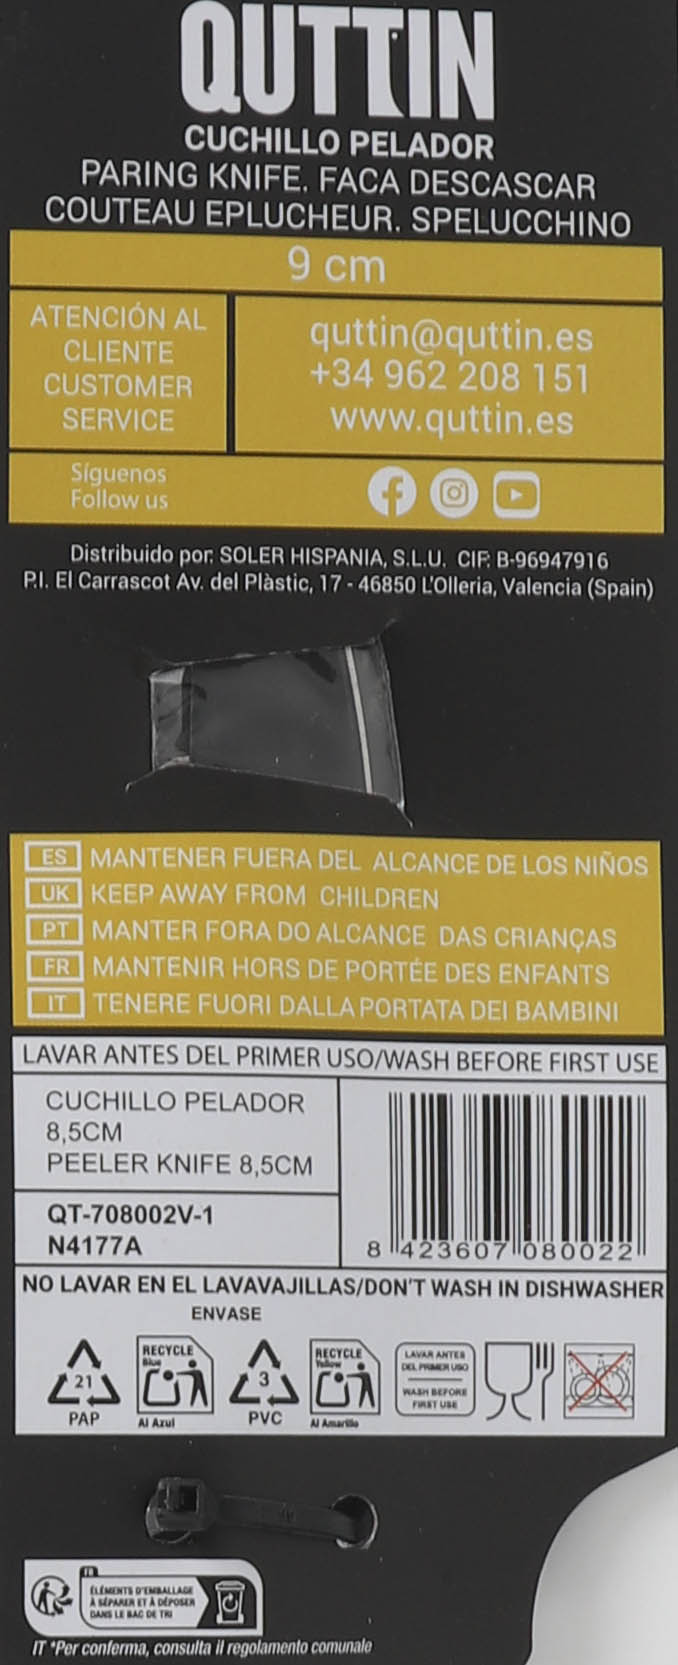 QUTTIN
CUCHILLO PELADOR
PARING KNIFE. FACA DESCASCAR
COUTEAU EPLUCHEUR. SPELUCCHINO
9 cm
ATENCIÓN AL
CLIENTE
CUSTOMER
SERVICE
quttin@quttin.es
+34 962 208 151
www.quttin.es
Síguenos
Follow us
Distribuido por: SOLER HISPANIA, S.L.U. CIF: B-96947916
P.I. El Carrascot Av. del Plàstic, 17 - 46850 L'Olleria, Valencia (Spain)
ES MANTENER FUERA DEL ALCANCE DE LOS NIÑOS
UK KEEP AWAY FROM CHILDREN
PT MANTER FORA DO ALCANCE DAS CRIANÇAS
FR MANTENIR HORS DE PORTÉE DES ENFANTS
IT TENERE FUORI DALLA PORTATA DEI BAMBINI
LAVAR ANTES DEL PRIMER USO/WASH BEFORE FIRST USE
CUCHILLO PELADOR
8,5CM
PEELER KNIFE 8,5CM
QT-708002V-1
N4177A
8 423607 080022
NO LAVAR EN EL LAVAVAJILLAS/DON'T WASH IN DISHWASHER
ENVASE
21
PAP
RECYCLE
Blue
Al Azul
3
PVC
RECYCLE
Yellow
Al Amarillo
LAVAR ANTES
DEL PRIMER USO
WASH BEFORE
FIRST USE
FR
ÉLÉMENTS D'EMBALLAGE
À SÉPARER ET À DÉPOSER
DANS LE BAC DE TRI
IT *Per conferma, consulta il regolamento comunale